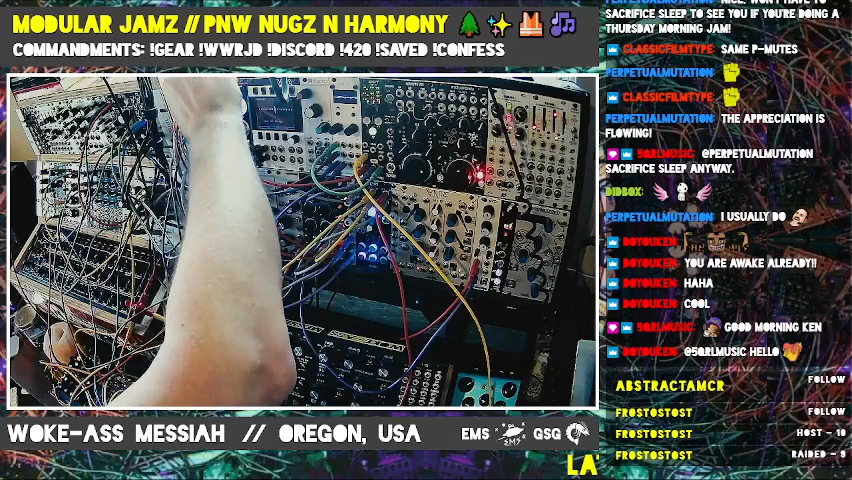 MODULAR JAMZ // PNW NUGZ N HARMONY
COMMANDMENTS: !GEAR !WWRJD !DISCORD !420 !SAVED !CONFESS
SACRIFICE SLEEP TO SEE YOU IF YOU'RE DOING A
THURSDAY MORNING JAM!
CLASSICFILMTYPE: SAME P-MUTES
PERPETUALMUTATION:
CLASSICFILMTYPE:
PERPETUALMUTATION: THE APPRECIATION IS
FLOWING!
5QRLMUSIC: @PERPETUALMUTATION
SACRIFICE SLEEP ANYWAY.
DIDBOX:
PERPETUALMUTATION: I USUALLY DO
DOYOUKEN:
DOYOUKEN: YOU ARE AWAKE ALREADY!!
DOYOUKEN: HAHA
DOYOUKEN: COOL
5QRLMUSIC: GOOD MORNING KEN
DOYOUKEN: @5QRLMUSIC HELLO
ABSTRACTAMCR FOLLOW
FROSTOSTOST FOLLOW
FROSTOSTOST HOST - 10
FROSTOSTOST RAIDED - 9
WOKE-ASS MESSIAH // OREGON, USA
EMS EMS GSG
LA